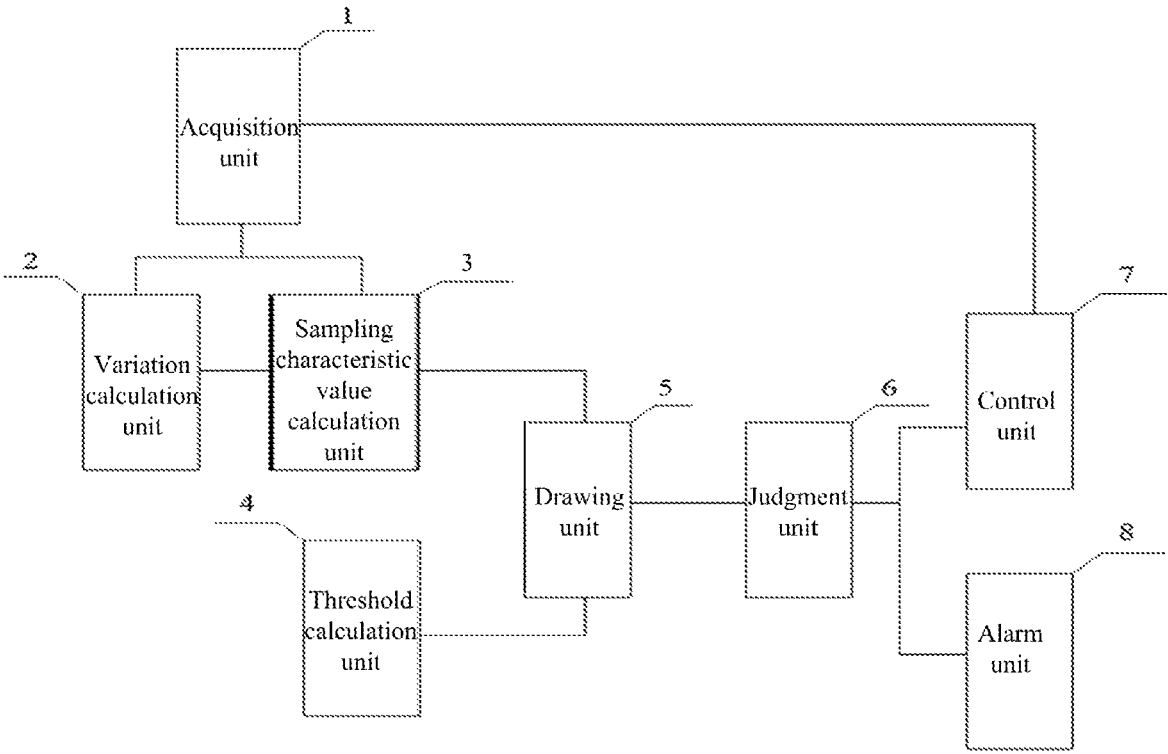 1
Acquisition
unit
2
3
7
Variation
calculation
unit
Sampling
characteristic
value
calculation
unit
5
6
Control
unit
4
Drawing
unit
Judgment
unit
8
Threshold
calculation
unit
Alarm
unit